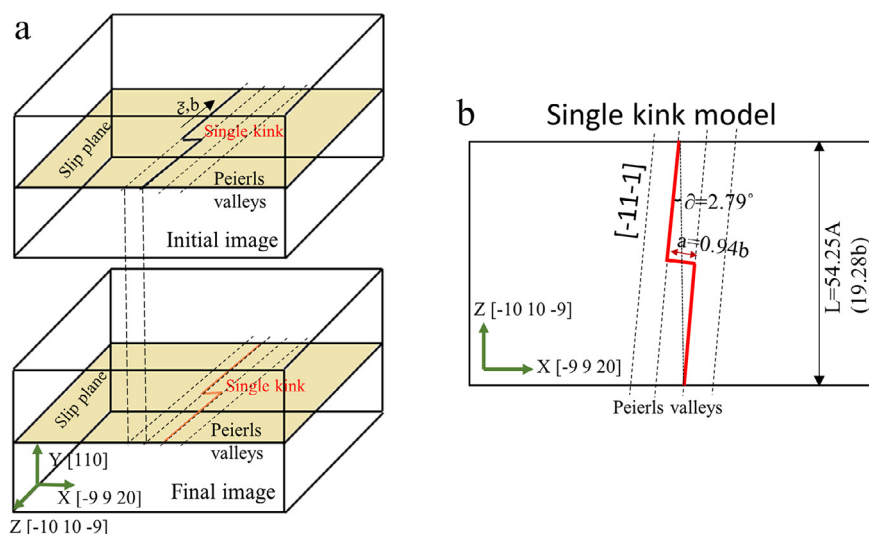 a
ʒ,b
Single kink
Slip plane
Peierls
valleys
Initial image
Single kink
Slip plane
Peierls
valleys
Y [110]
X [-9 9 20]
Final image
Z [-10 10 -9]
b
Single kink model
[-11-1]
∂=2.79°
a=0.94b
L=54.25A
(19.28b)
Z [-10 10 -9]
X [-9 9 20]
Peierls valleys